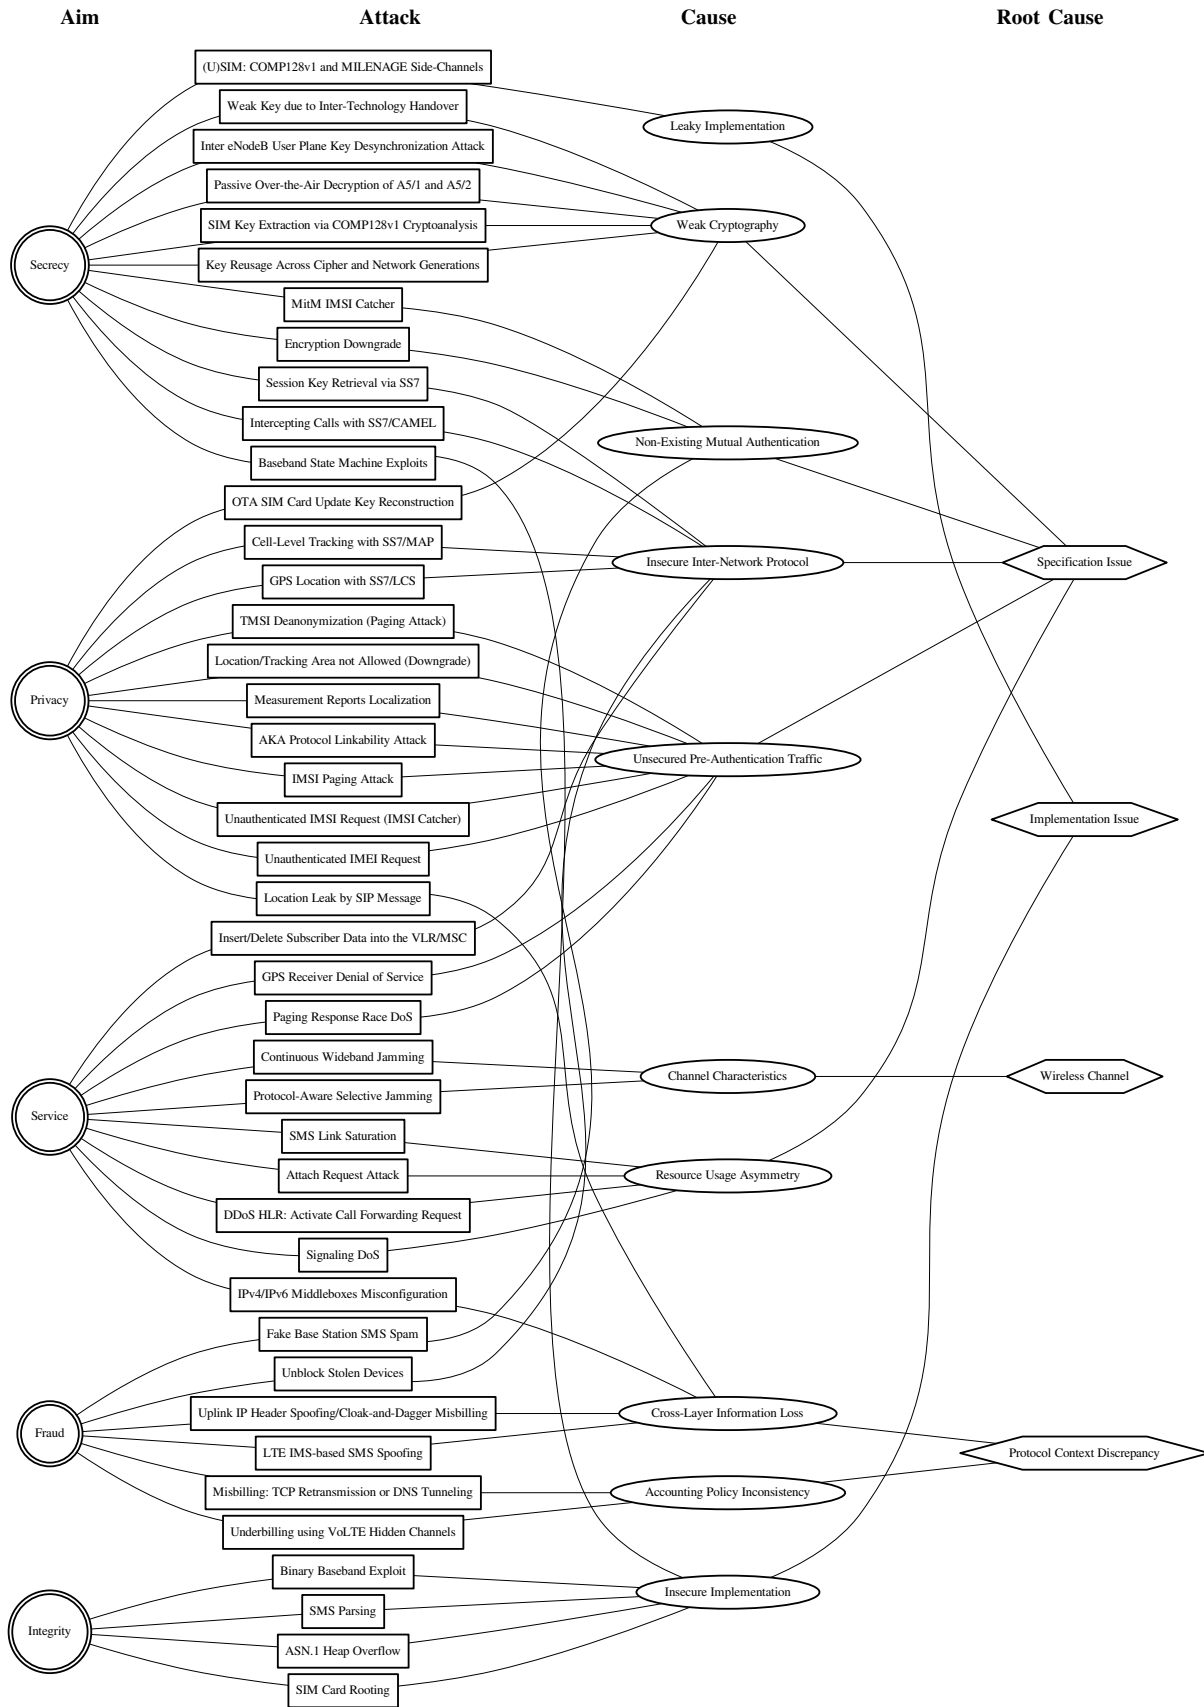 Aim Attack Cause Root Cause
(U)SIM: COMP128v1 and MILENAGE Side-Channels
Weak Key due to Inter-Technology Handover
Leaky Implementation
Inter eNodeB User Plane Key Desynchronization Attack
Passive Over-the-Air Decryption of A5/1 and A5/2
SIM Key Extraction via COMP128v1 Cryptoanalysis
Weak Cryptography
Secrecy
Key Reusage Across Cipher and Network Generations
MitM IMSI Catcher
Encryption Downgrade
Session Key Retrieval via SS7
Intercepting Calls with SS7/CAMEL
Non-Existing Mutual Authentication
Baseband State Machine Exploits
OTA SIM Card Update Key Reconstruction
Cell-Level Tracking with SS7/MAP
Insecure Inter-Network Protocol
Specification Issue
GPS Location with SS7/LCS
TMSI Deanonymization (Paging Attack)
Location/Tracking Area not Allowed (Downgrade)
Privacy
Measurement Reports Localization
AKA Protocol Linkability Attack
Unsecured Pre-Authentication Traffic
IMSI Paging Attack
Unauthenticated IMSI Request (IMSI Catcher)
Implementation Issue
Unauthenticated IMEI Request
Location Leak by SIP Message
Insert/Delete Subscriber Data into the VLR/MSC
GPS Receiver Denial of Service
Paging Response Race DoS
Continuous Wideband Jamming
Channel Characteristics
Wireless Channel
Protocol-Aware Selective Jamming
Service
SMS Link Saturation
Attach Request Attack
Resource Usage Asymmetry
DDoS HLR: Activate Call Forwarding Request
Signaling DoS
IPv4/IPv6 Middleboxes Misconfiguration
Fake Base Station SMS Spam
Unblock Stolen Devices
Uplink IP Header Spoofing/Cloak-and-Dagger Misbilling
Cross-Layer Information Loss
Fraud
LTE IMS-based SMS Spoofing
Protocol Context Discrepancy
Misbilling: TCP Retransmission or DNS Tunneling
Accounting Policy Inconsistency
Underbilling using VoLTE Hidden Channels
Binary Baseband Exploit
Insecure Implementation
SMS Parsing
Integrity
ASN.1 Heap Overflow
SIM Card Rooting